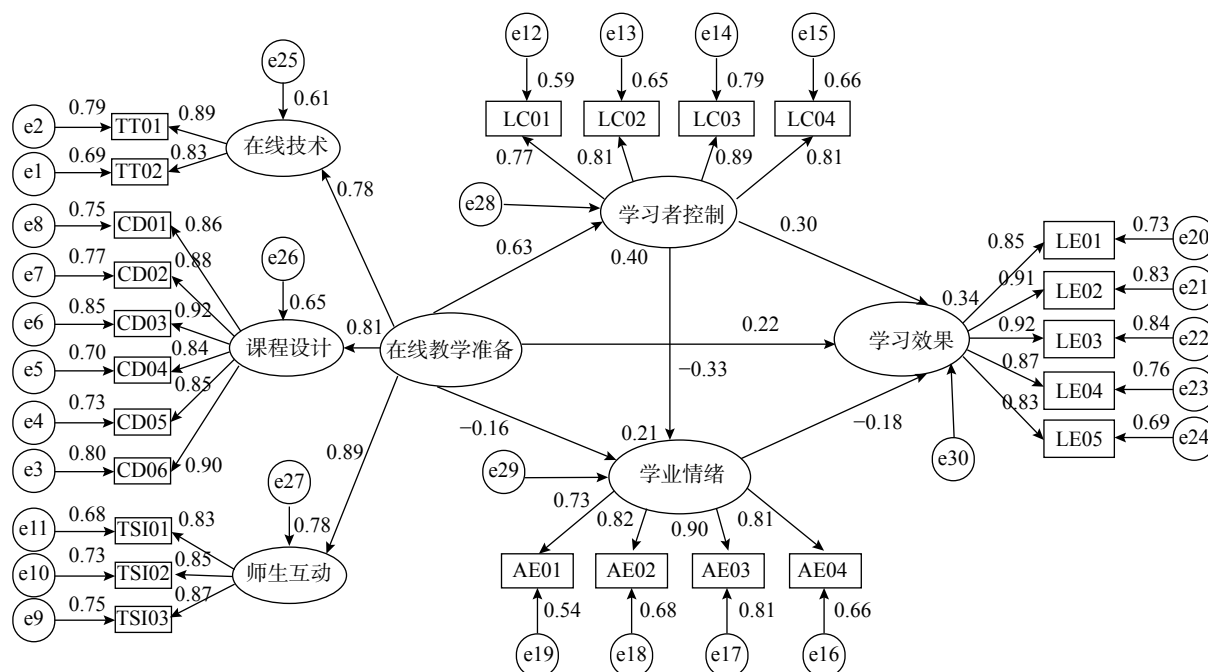 e12
e13
e14
e15
e25
0.59
0.65
0.79
0.66
0.61
e2
0.79
TT01
0.89
在线技术
LC01
LC02
LC03
LC04
e1
0.69
TT02
0.83
0.77
0.81
0.89
0.81
0.78
e8
0.75
CD01
0.86
e28
学习者控制
0.30
0.63
0.40
e7
0.77
CD02
0.88
e26
0.65
e6
0.85
CD03
0.92
课程设计
0.81
在线教学准备
0.22
0.34
学习效果
e5
0.70
CD04
0.84
−0.33
e4
0.73
CD05
0.85
e3
0.80
CD06
0.90
0.85
LE01
0.73
e20
0.91
LE02
0.83
e21
0.92
LE03
0.84
e22
0.87
LE04
0.76
e23
0.83
LE05
0.69
e24
−0.16
0.21
−0.18
0.89
e29
学业情绪
e30
e27
0.78
0.73
0.82
0.90
0.81
e11
0.68
TSI01
0.83
e10
0.73
TSI02
0.85
师生互动
e9
0.75
TSI03
0.87
AE01
AE02
AE03
AE04
0.54
0.68
0.81
0.66
e19
e18
e17
e16